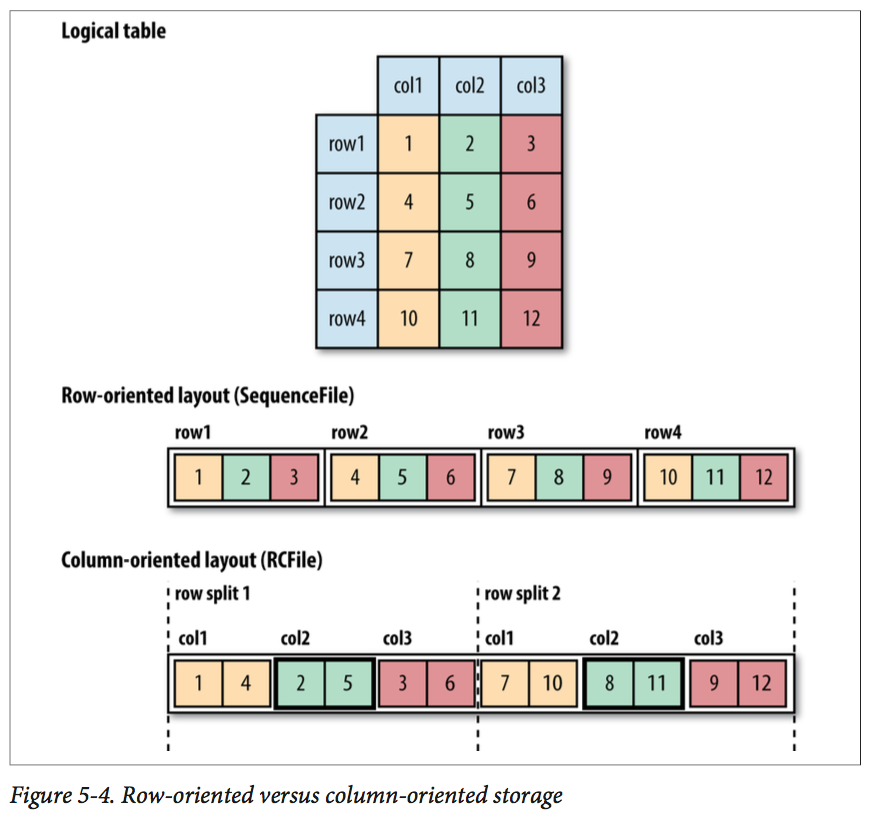 Logical table
col1 col2 col3
row1 1 2 3
row2 4 5 6
row3 7 8 9
row4 10 11 12
Row-oriented layout (SequenceFile)
row1 row2 row3 row4
1 2 3 4 5 6 7 8 9 10 11 12
Column-oriented layout (RCFile)
row split 1 row split 2
col1 col2 col3 col1 col2 col3
1 4 2 5 3 6 7 10 8 11 9 12
Figure 5-4. Row-oriented versus column-oriented storage